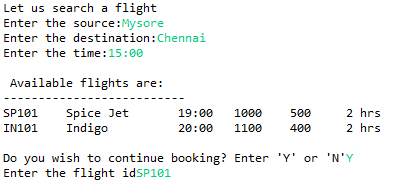 Let us search a flight
Enter the source:Mysore
Enter the destination:Chennai
Enter the time:15:00
Available flights are:
--------------------------
SP101 Spice Jet 19:00 1000 500 2 hrs
IN101 Indigo 20:00 1100 400 2 hrs
Do you wish to continue booking? Enter 'Y' or 'N'Y
Enter the flight idSP101